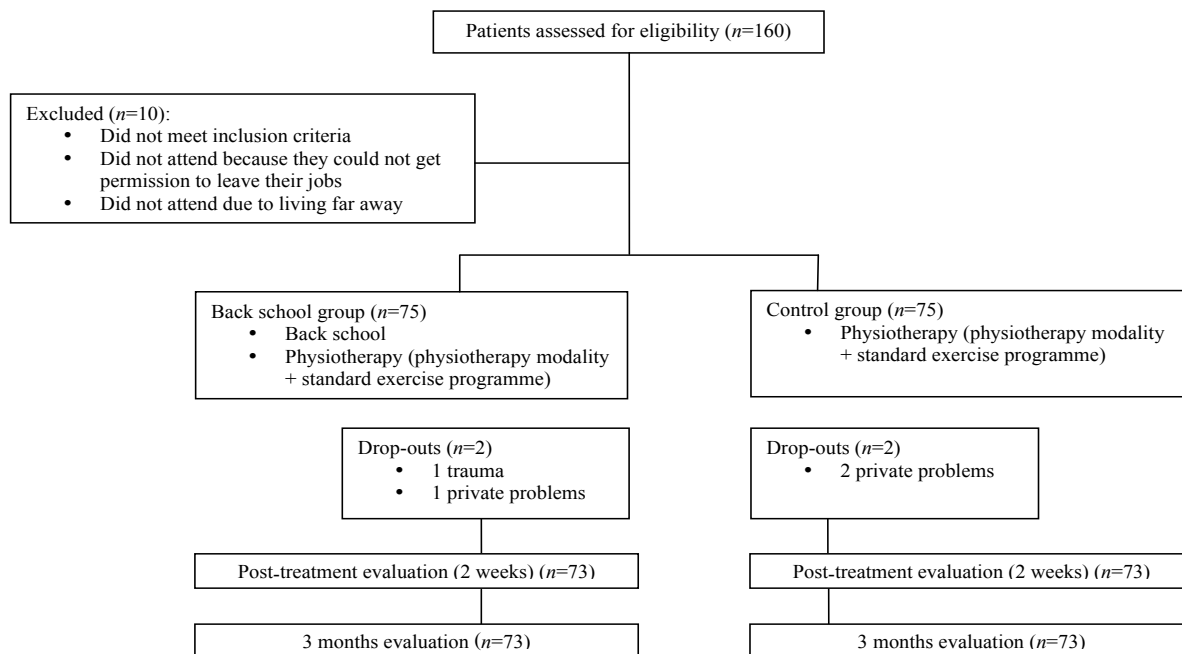 Patients assessed for eligibility (n=160)
Excluded (n=10):
• Did not meet inclusion criteria
• Did not attend because they could not get
permission to leave their jobs
• Did not attend due to living far away
Back school group (n=75)
• Back school
• Physiotherapy (physiotherapy modality
+ standard exercise programme)
Control group (n=75)
• Physiotherapy (physiotherapy modality
+ standard exercise programme)
Drop-outs (n=2)
• 1 trauma
• 1 private problems
Drop-outs (n=2)
• 2 private problems
Post-treatment evaluation (2 weeks) (n=73)
Post-treatment evaluation (2 weeks) (n=73)
3 months evaluation (n=73)
3 months evaluation (n=73)